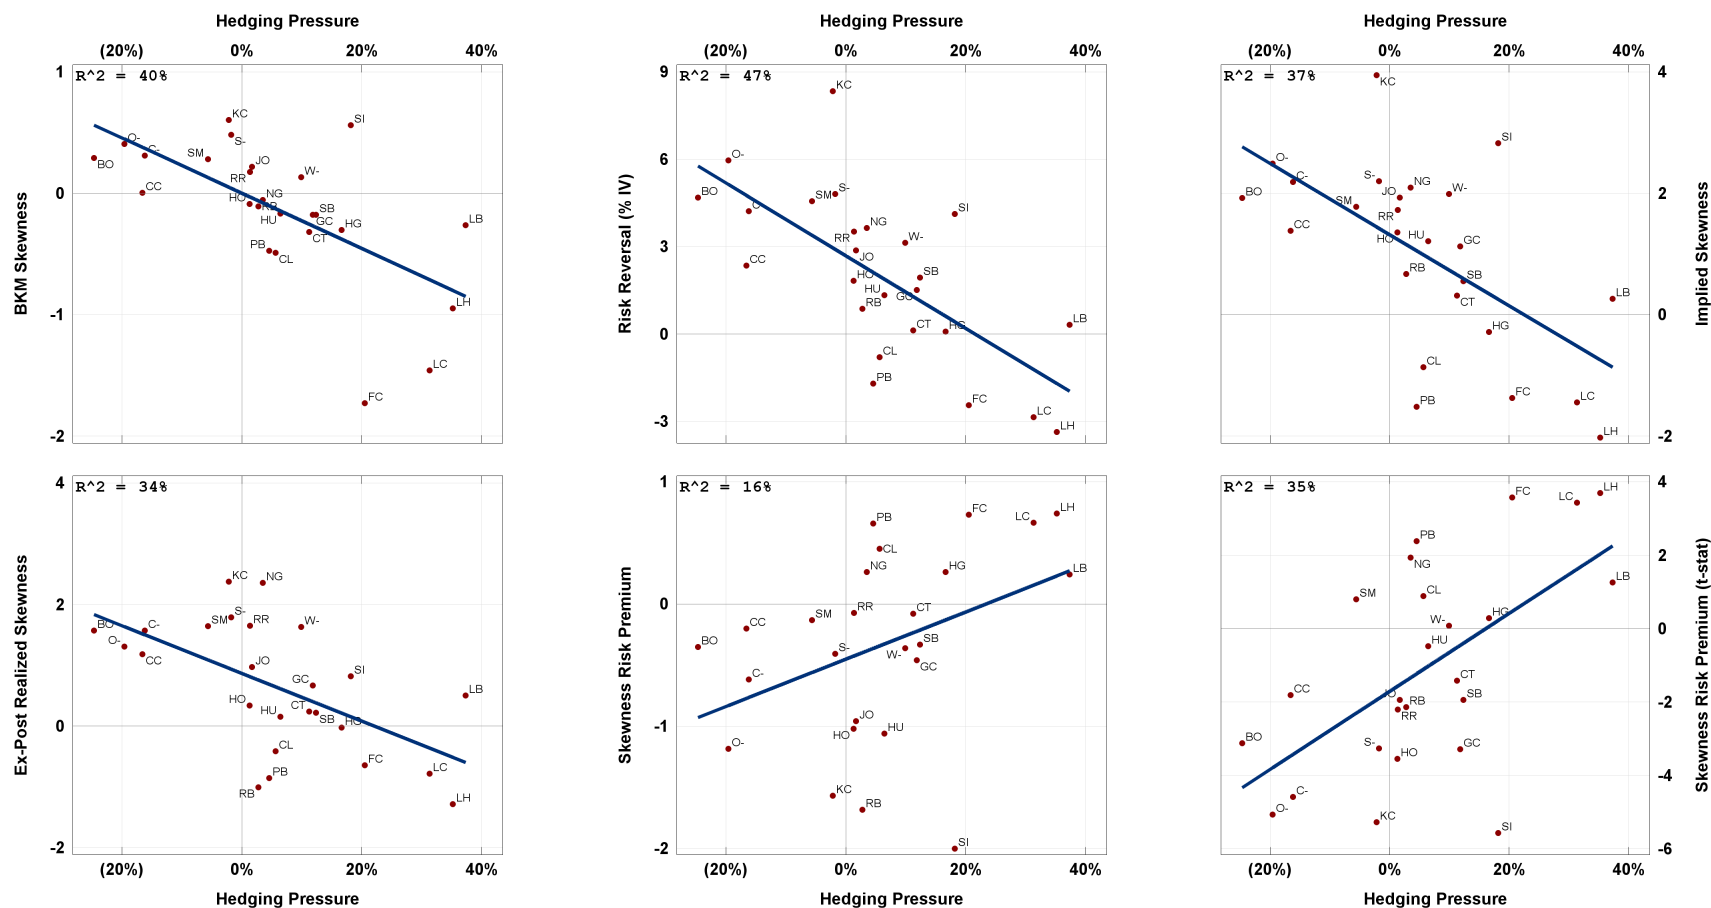 Hedging Pressure
Hedging Pressure
Hedging Pressure
(20%) 0% 20% 40%
(20%) 0% 20% 40%
(20%) 0% 20% 40%
BKM Skewness
1
0
-1
-2
R^2 = 40%
KC
SI
O-
S-
C-
SM
BO
JO
W-
RR
CC
NG
HO
RB
SB
HU
GC
HG
LB
CT
PB
CL
LH
LC
FC
Risk Reversal (% IV)
9
6
3
0
-3
R^2 = 47%
KC
O-
BO
SM
S-
C-
SI
NG
RR
W-
JO
CC
HO
SB
HU
GC
RB
LB
CT
HG
CL
PB
FC
LC
LH
Implied Skewness
4
2
0
-2
R^2 = 37%
KC
SI
O-
C-
S-
NG
BO
JO
W-
SM
RR
CC
HO
HU
GC
RB
SB
LB
CT
HG
CL
FC
LC
PB
LH
Ex-Post Realized Skewness
4
2
0
-2
R^2 = 34%
KC
NG
S-
BO
C-
SM
RR
W-
O-
CC
JO
SI
GC
LB
HO
HU
CT
SB
HG
CL
FC
PB
LC
RB
LH
Skewness Risk Premium
1
0
-1
-2
R^2 = 16%
FC
LH
PB
LC
CL
NG
HG
LB
RR
CT
SM
CC
BO
S-
SB
W-
GC
C-
JO
HO
HU
O-
KC
RB
SI
Skewness Risk Premium (t-stat)
4
2
0
-2
-4
-6
R^2 = 35%
FC
LC
LH
PB
NG
LB
CL
SM
HG
W-
HU
CT
CC
JO
RB
SB
RR
BO
S-
GC
HO
C-
O-
KC
SI
(20%) 0% 20% 40%
(20%) 0% 20% 40%
(20%) 0% 20% 40%
Hedging Pressure
Hedging Pressure
Hedging Pressure